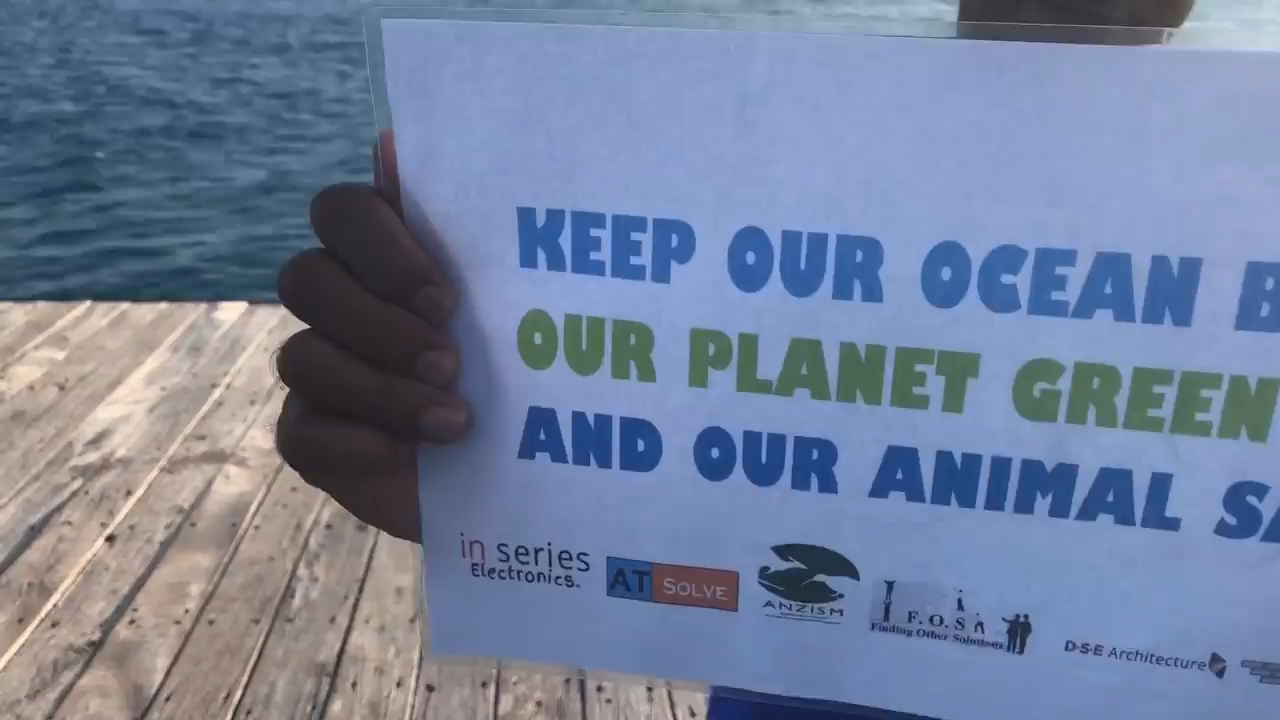 KEEP OUR OCEAN
OUR PLANET GREEN
AND OUR ANIMAL
in series
Electronics.
AT SOLVE
ANZISM
F.O.S
Finding Other Solutions
D-S-E Architecture